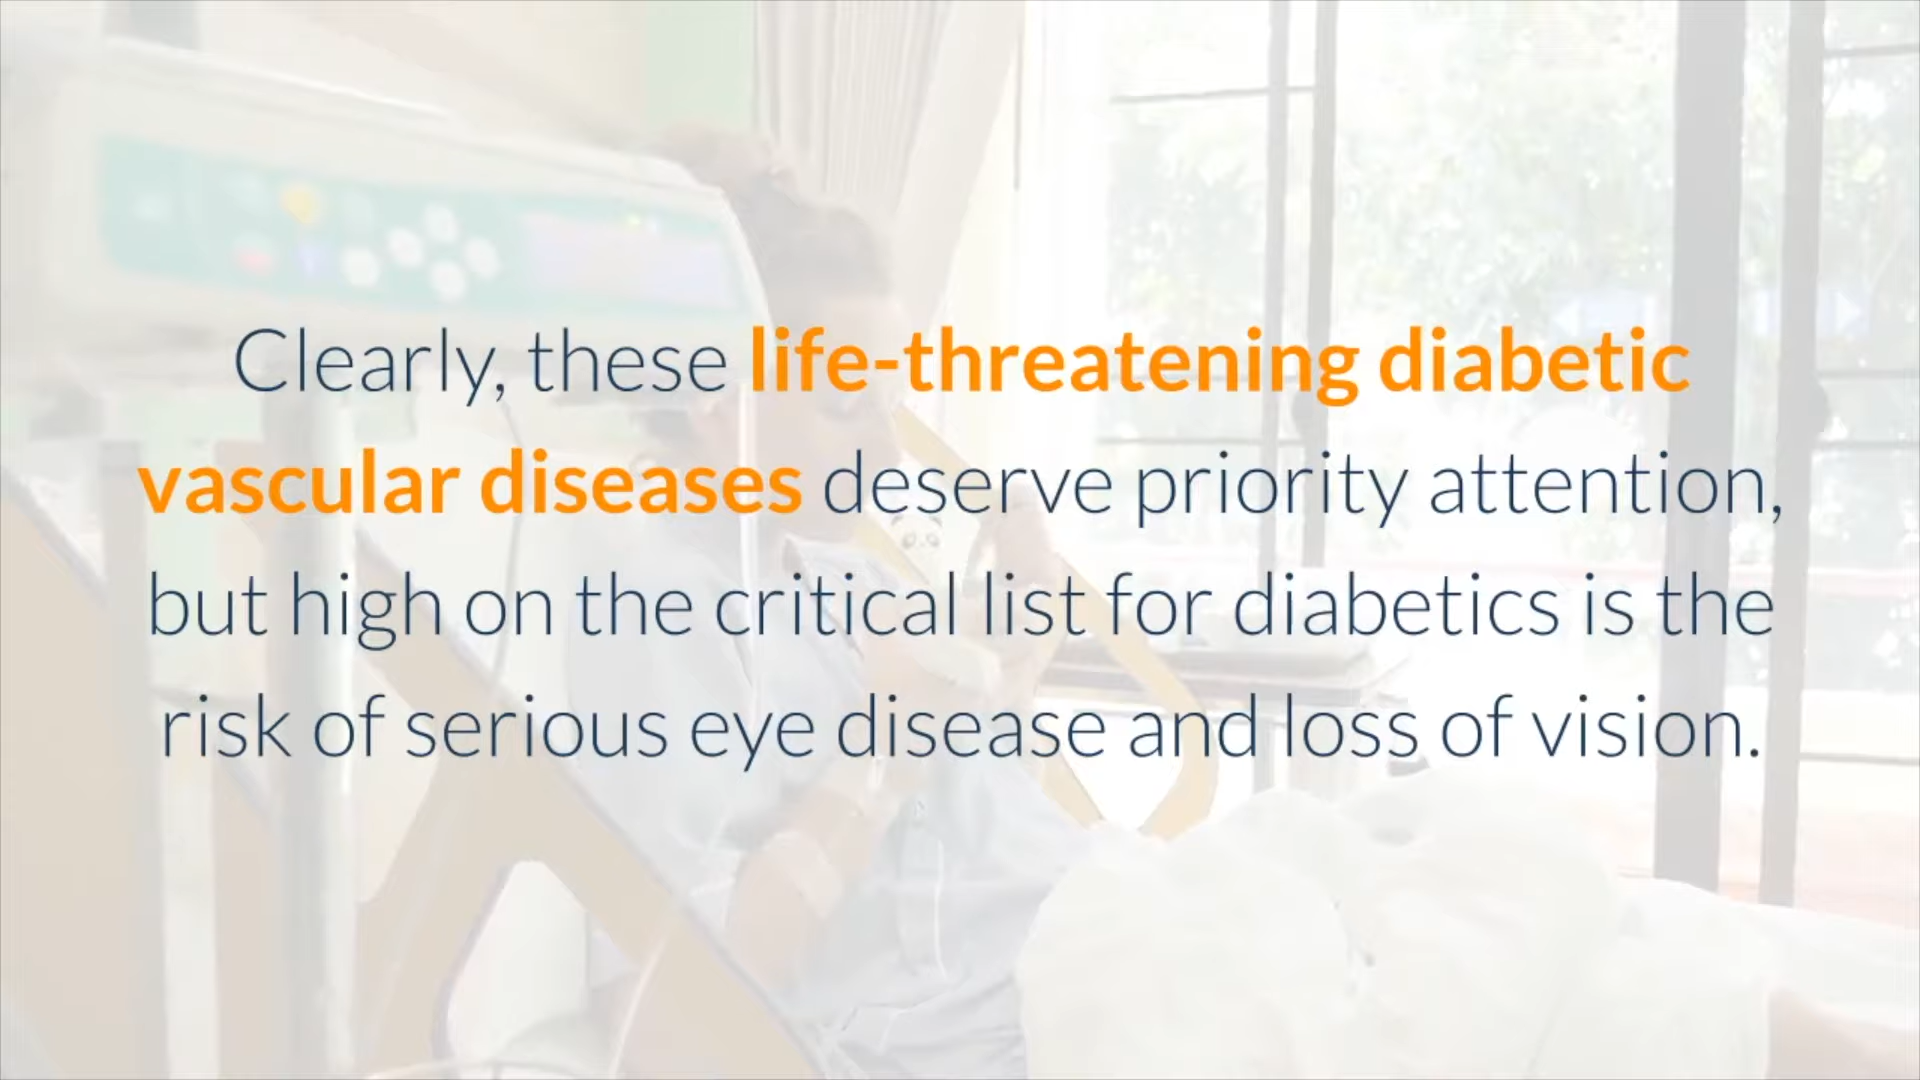 Clearly, these life-threatening diabetic
vascular diseases deserve priority attention,
but high on the critical list for diabetics is the
risk of serious eye disease and loss of vision.